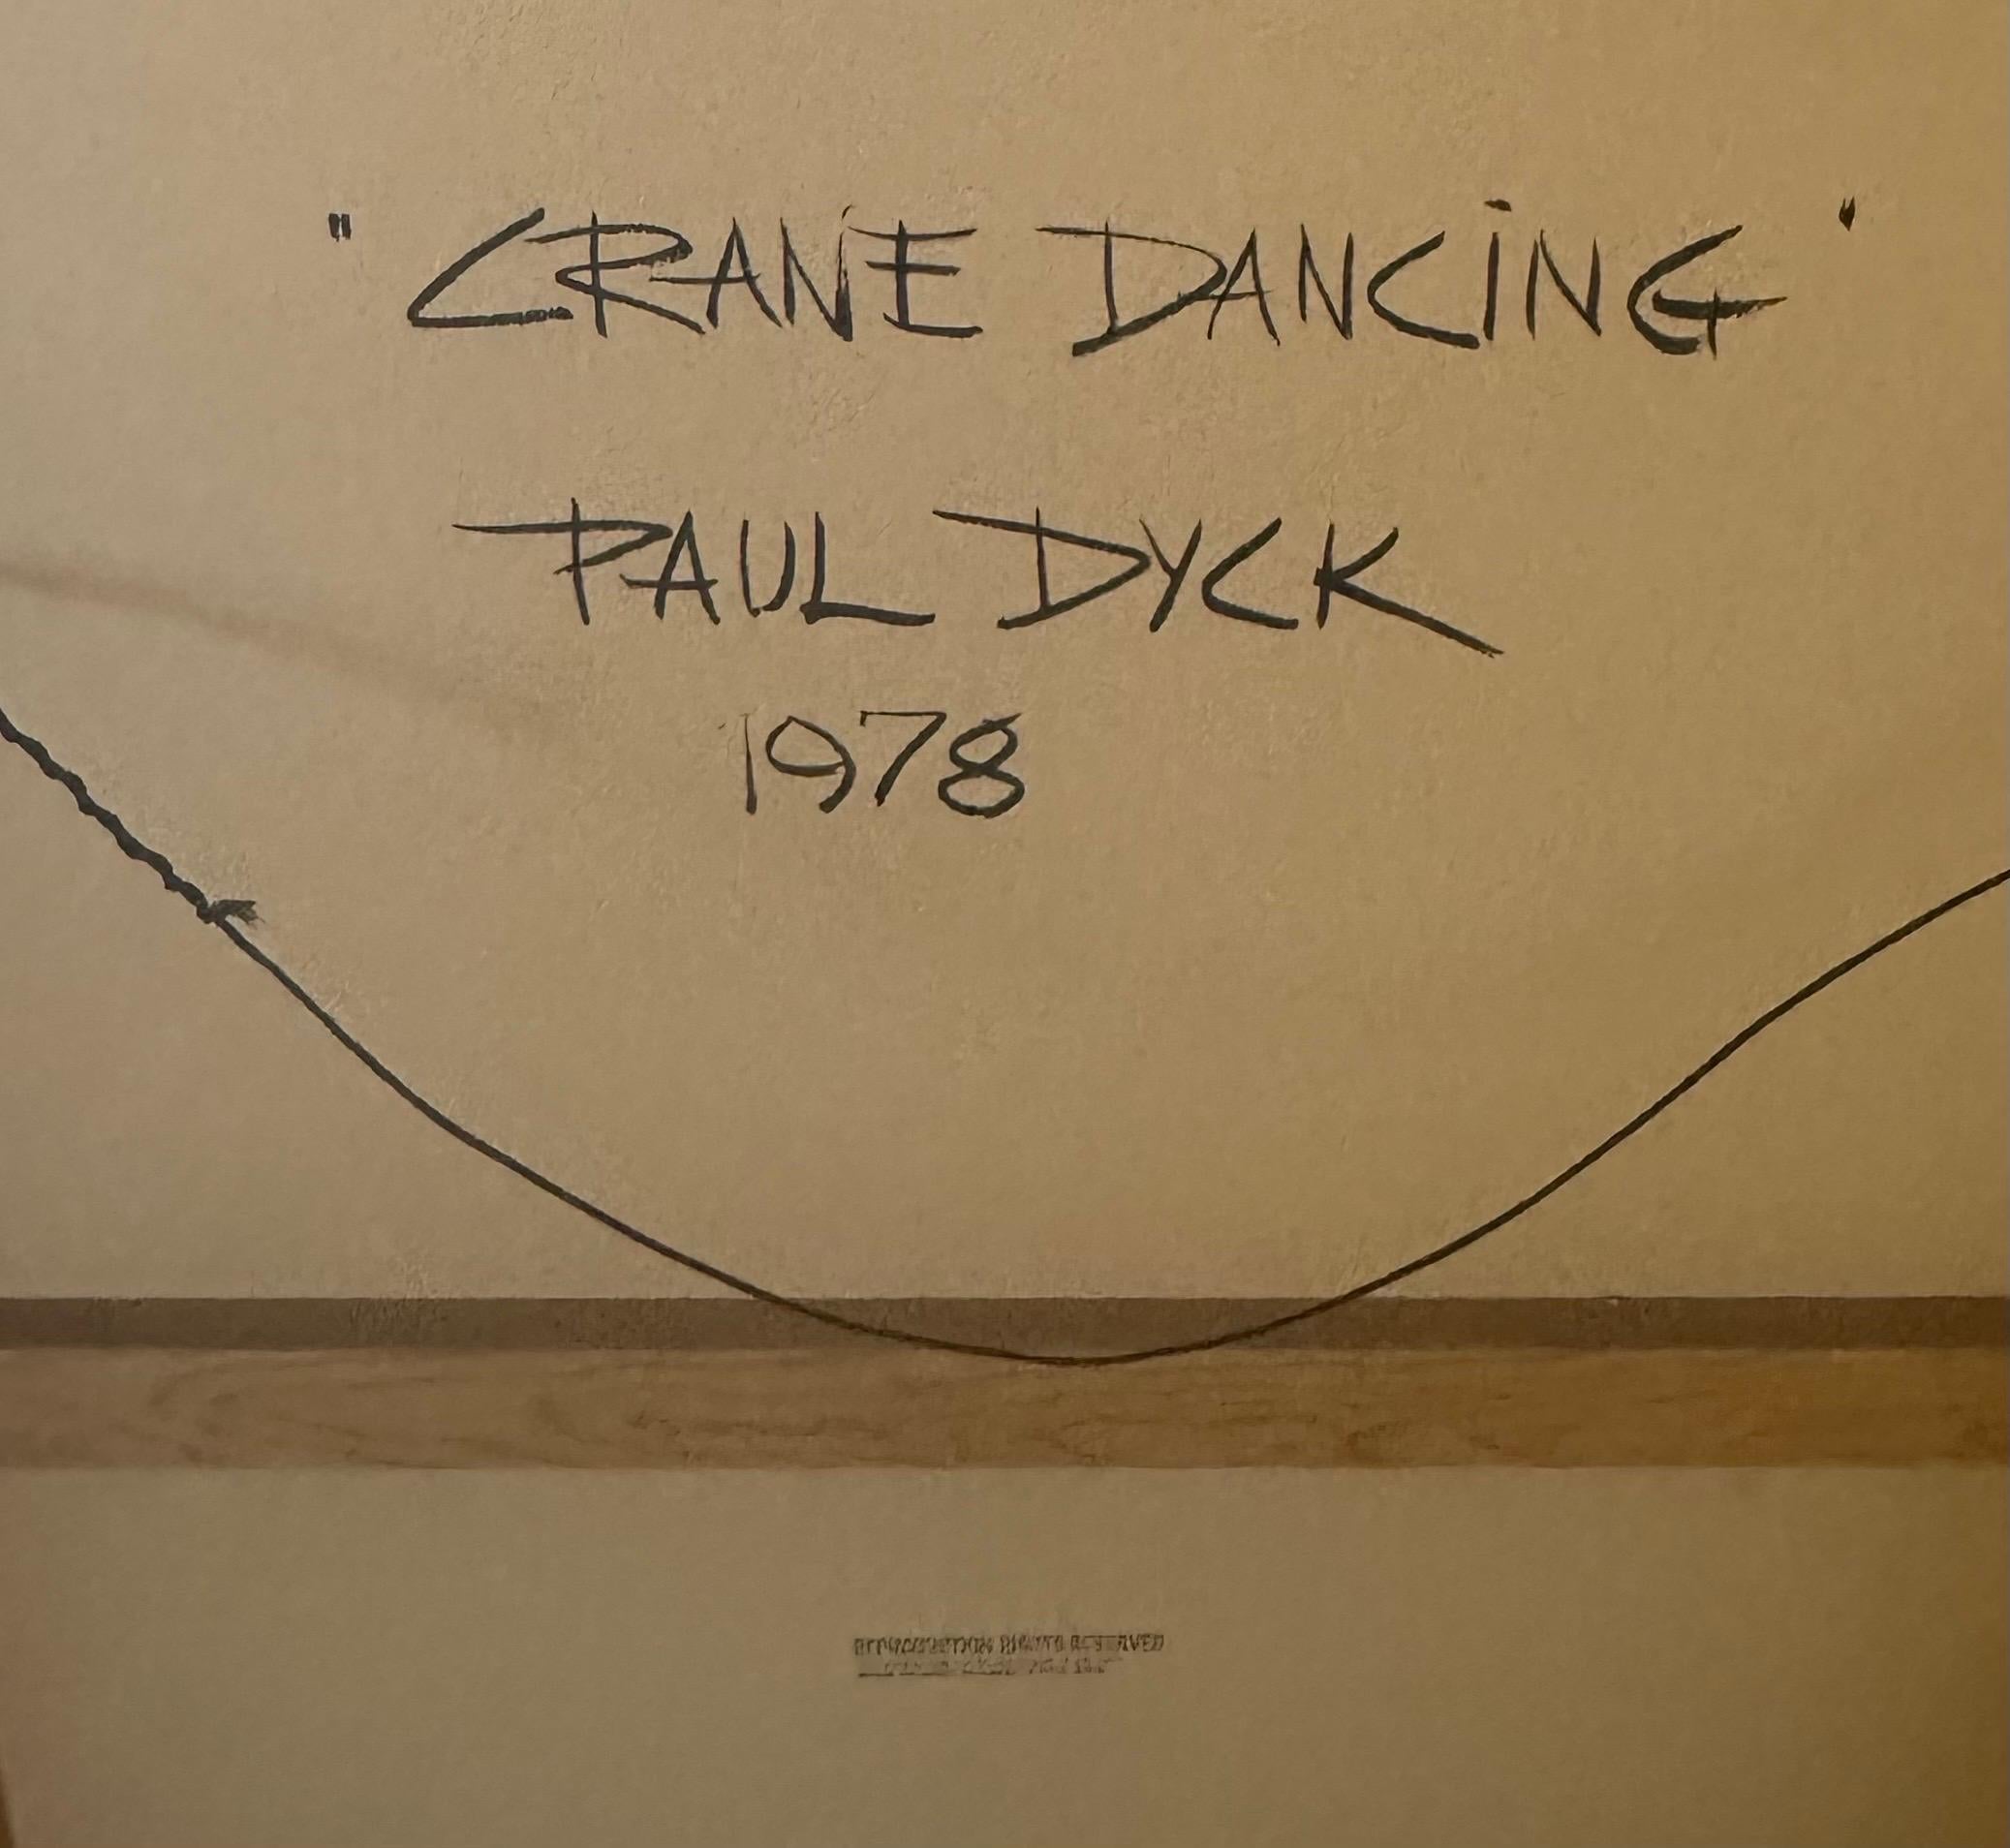 "CRANE DANCING"
PAUL DYCK
1978